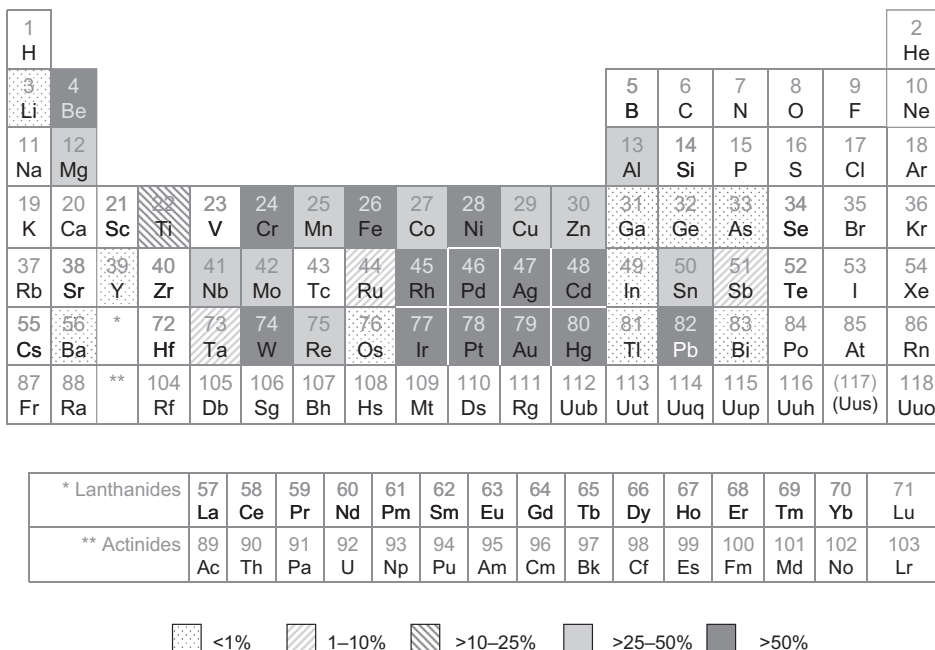 1 2
H He
3 4 5 6 7 8 9 10
Li Be B C N O F Ne
11 12 13 14 15 16 17 18
Na Mg Al Si P S Cl Ar
19 20 21 22 23 24 25 26 27 28 29 30 31 32 33 34 35 36
K Ca Sc Ti V Cr Mn Fe Co Ni Cu Zn Ga Ge As Se Br Kr
37 38 39 40 41 42 43 44 45 46 47 48 49 50 51 52 53 54
Rb Sr Y Zr Nb Mo Tc Ru Rh Pd Ag Cd In Sn Sb Te I Xe
55 56 * 72 73 74 75 76 77 78 79 80 81 82 83 84 85 86
Cs Ba Hf Ta W Re Os Ir Pt Au Hg Tl Pb Bi Po At Rn
87 88 ** 104 105 106 107 108 109 110 111 112 113 114 115 116 (117) 118
Fr Ra Rf Db Sg Bh Hs Mt Ds Rg Uub Uut Uuq Uup Uuh (Uus) Uuo
* Lanthanides 57 58 59 60 61 62 63 64 65 66 67 68 69 70 71
La Ce Pr Nd Pm Sm Eu Gd Tb Dy Ho Er Tm Yb Lu
** Actinides 89 90 91 92 93 94 95 96 97 98 99 100 101 102 103
Ac Th Pa U Np Pu Am Cm Bk Cf Es Fm Md No Lr
<1% 1–10% >10–25% >25–50% >50%